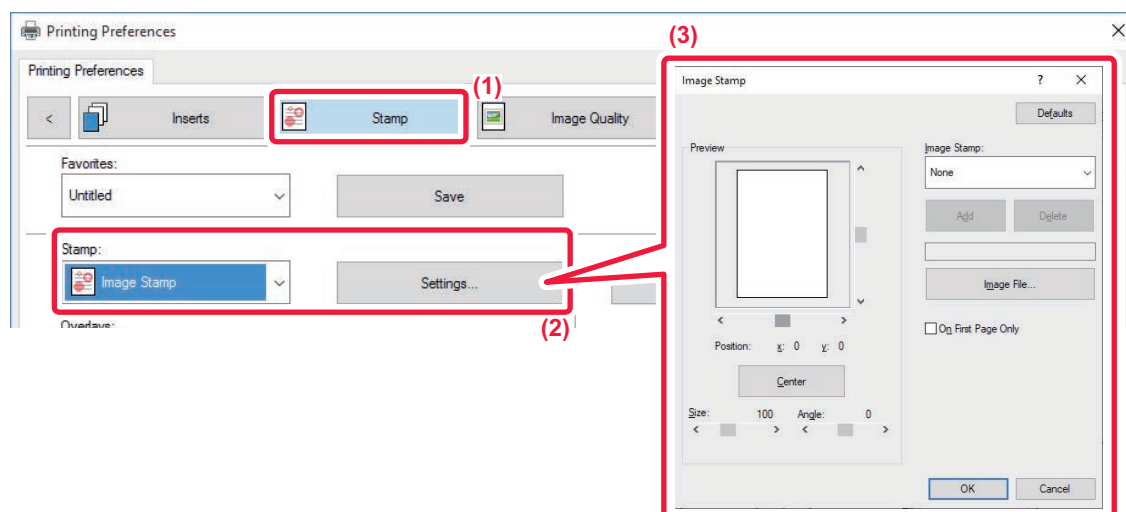 Printing Preferences
Printing Preferences
(1)
< Inserts Stamp Image Quality
Favorites:
Untitled Save
Stamp:
Image Stamp Settings...
(2)
Overlays:
(3)
Image Stamp ? X
Defaults
Preview
Image Stamp:
None
Add Delete
Image File...
On First Page Only
Position: x: 0 y: 0
Center
Size: 100 Angle: 0
OK Cancel